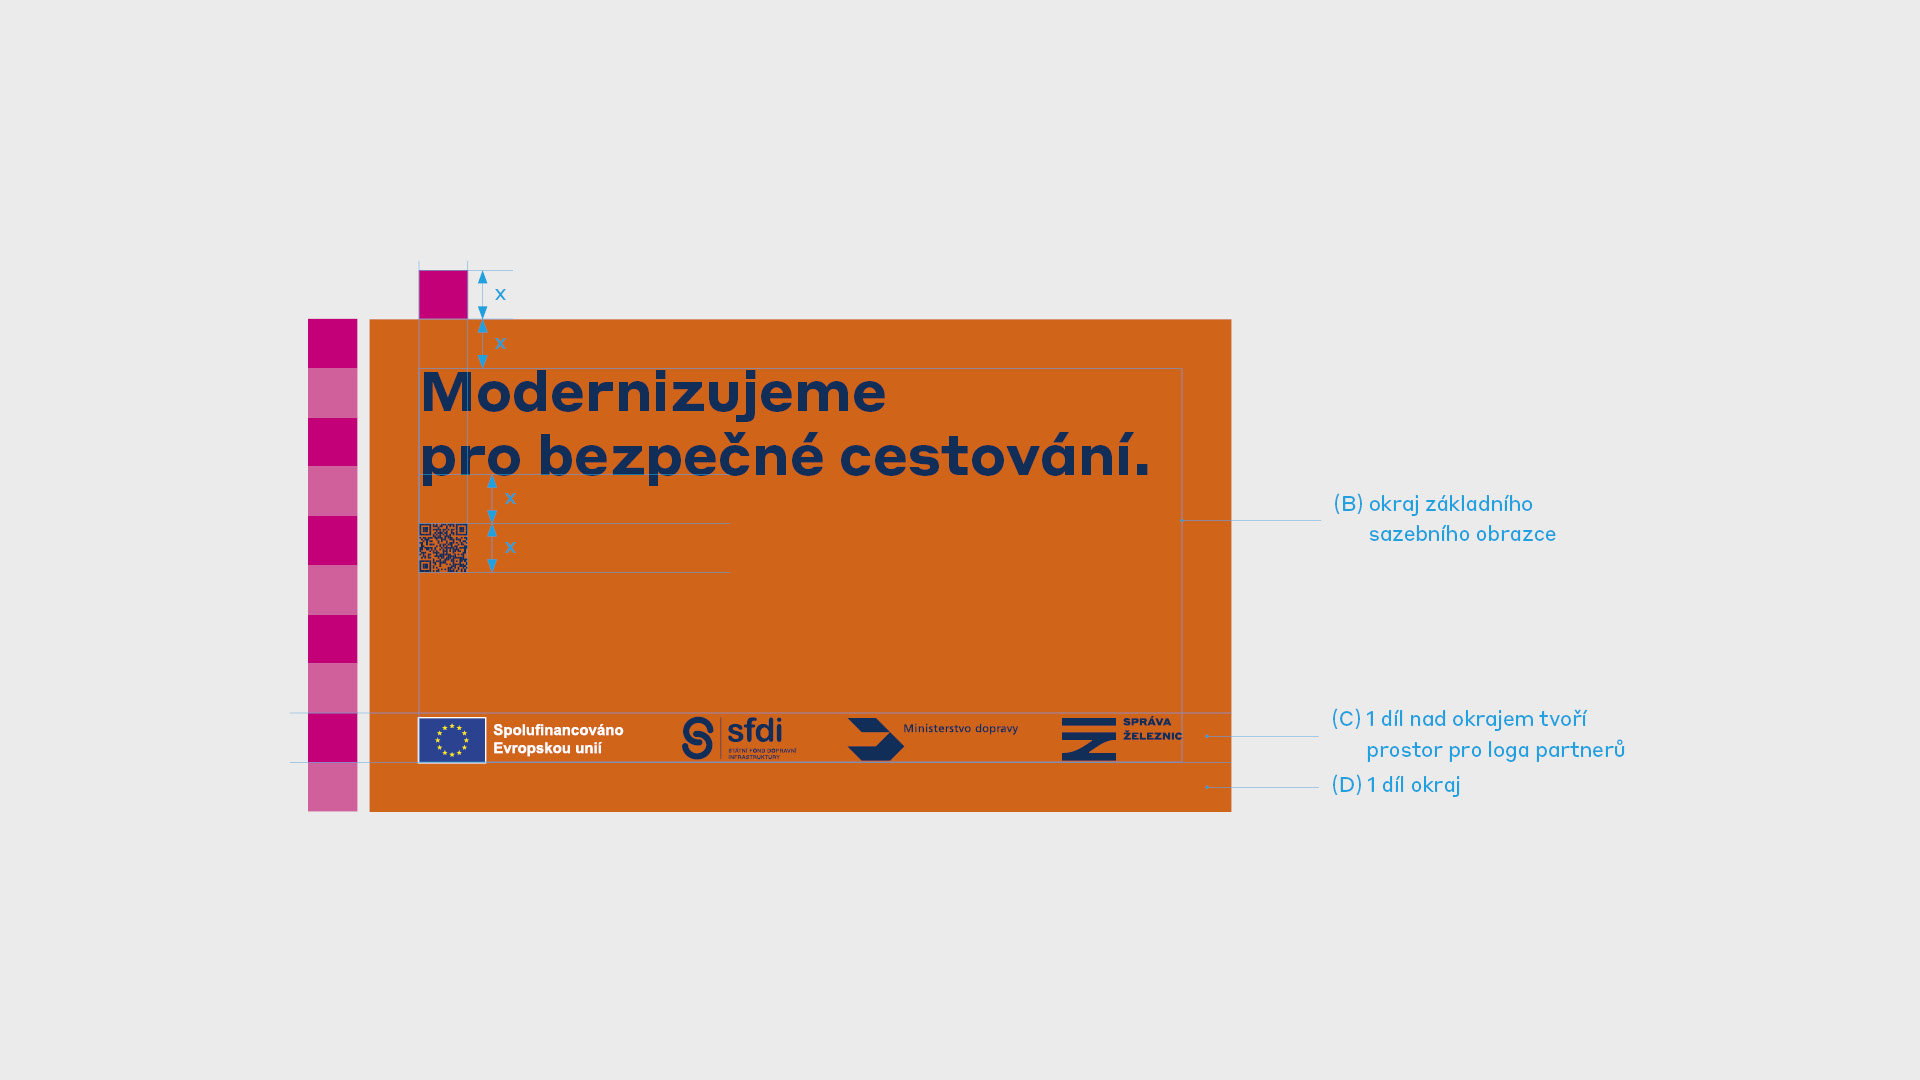 x
x
Modernizujeme
pro bezpečné cestování.
x
x
(B) okraj základního
sazebního obrazce
Spolufinancováno
Evropskou unií
sfdi
STÁTNÍ FOND DOPRAVNÍ
INFRASTRUKTURY
Ministerstvo dopravy
SPRÁVA
ŽELEZNIC
(C) 1 díl nad okrajem tvoří
prostor pro loga partnerů
(D) 1 díl okraj